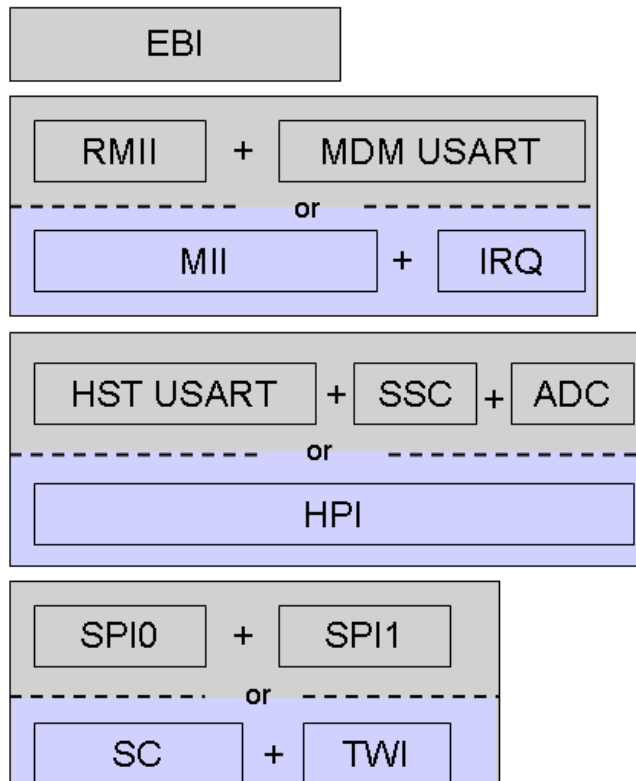 EBI
RMII + MDM USART
or
MII + IRQ
HST USART + SSC + ADC
or
HPI
SPI0 + SPI1
or
SC + TWI